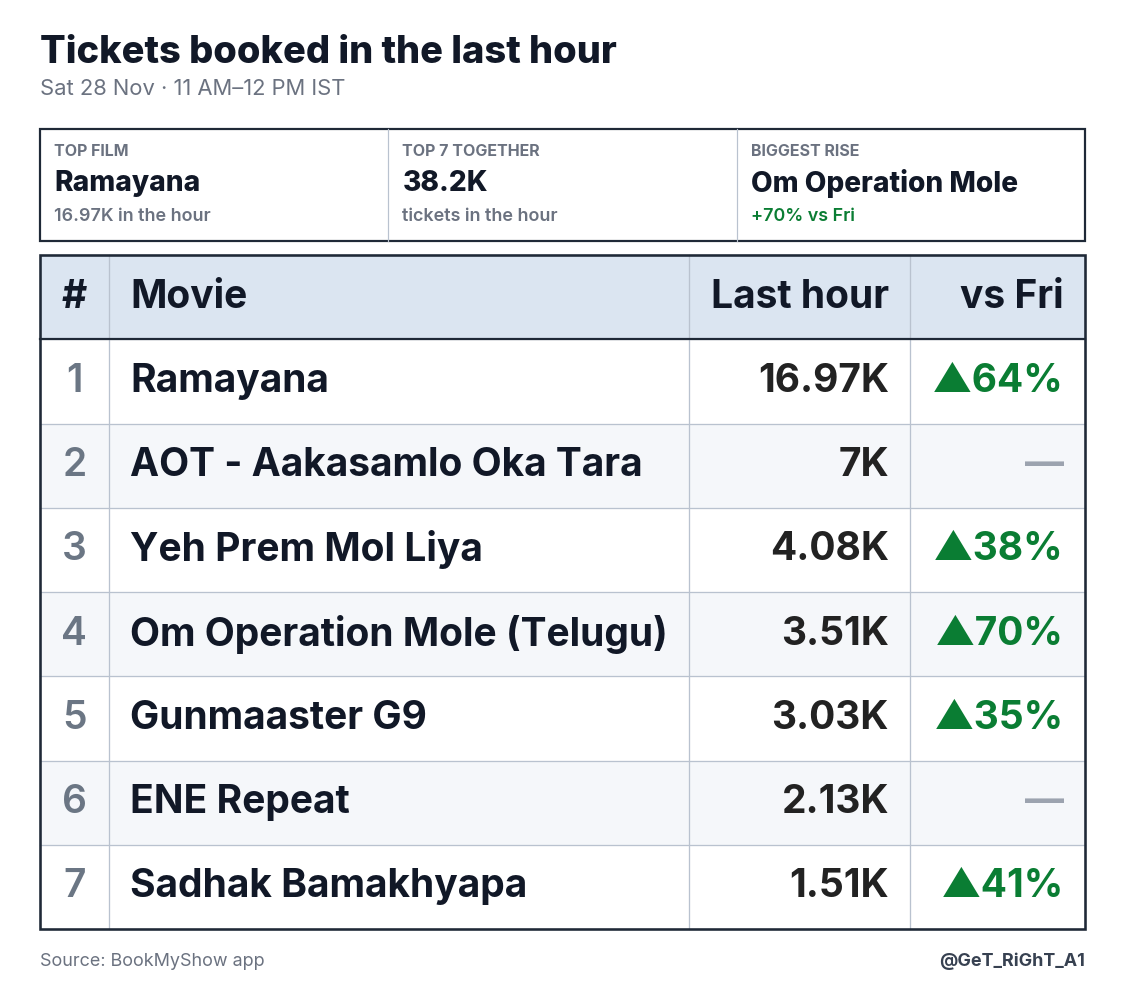 Tickets booked in the last hour
Sat 28 Nov · 11 AM–12 PM IST
TOP FILM
Ramayana
16.97K in the hour
TOP 7 TOGETHER
38.2K
tickets in the hour
BIGGEST RISE
Om Operation Mole
+70% vs Fri
# Movie Last hour vs Fri
1 Ramayana 16.97K ▲64%
2 AOT - Aakasamlo Oka Tara 7K —
3 Yeh Prem Mol Liya 4.08K ▲38%
4 Om Operation Mole (Telugu) 3.51K ▲70%
5 Gunmaaster G9 3.03K ▲35%
6 ENE Repeat 2.13K —
7 Sadhak Bamakhyapa 1.51K ▲41%
Source: BookMyShow app
@GeT_RiGhT_A1